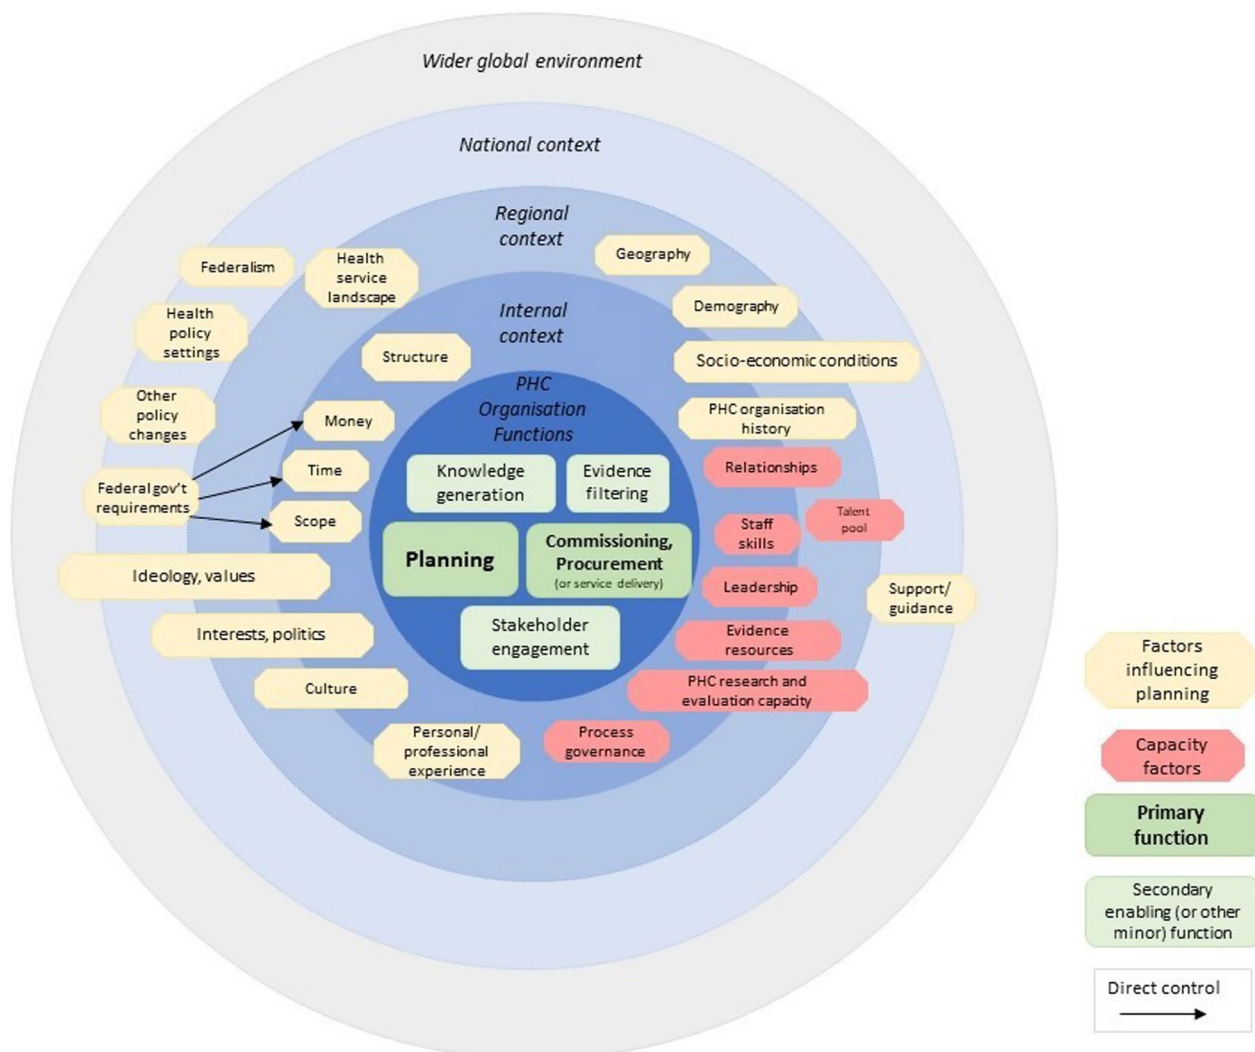 Wider global environment
National context
Regional
context
Geography
Federalism
Health
service
landscape
Internal
context
Demography
Health
policy
settings
Structure
Socio-economic conditions
PHC
Organisation
Functions
Other
policy
changes
Money
PHC organisation
history
Relationships
Knowledge
generation
Evidence
filtering
Time
Federal gov't
requirements
Scope
Talent
pool
Staff
skills
Planning
Commissioning,
Procurement
(or service delivery)
Ideology, values
Leadership
Support/
guidance
Interests, politics
Stakeholder
engagement
Evidence
resources
Culture
PHC research and
evaluation capacity
Personal/
professional
experience
Process
governance
Factors
influencing
planning
Capacity
factors
Primary
function
Secondary
enabling (or other
minor) function
Direct control